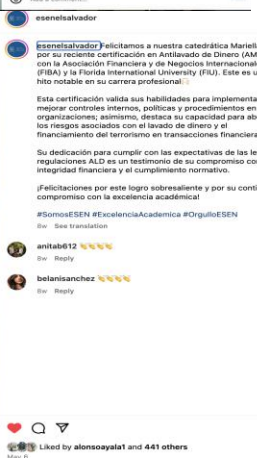 esenelsalvador
esenelsalvador Felicitamos a nuestra catedrática Mariell
por su reciente certificación en Antilavado de Dinero (AM
con la Asociación Financiera y de Negocios Internacional
(FIBA) y la Florida International University (FIU). Este es u
hito notable en su carrera profesional
Esta certificación valida sus habilidades para implementa
mejorar controles internos, políticas y procedimientos en
organizaciones; asimismo, destaca su capacidad para ab
los riesgos asociados con el lavado de dinero y el
financiamiento del terrorismo en transacciones financiera
Su dedicación para cumplir con las expectativas de las le
regulaciones ALD es un testimonio de su compromiso co
integridad financiera y el cumplimiento normativo.
¡Felicitaciones por este logro sobresaliente y por su conti
compromiso con la excelencia académica!
#SomosESEN #ExcelenciaAcademica #OrgulloESEN
8w See translation
anitab612 👏👏👏👏
8w Reply
belanisanchez 👏👏👏👏
8w Reply
Liked by alonsoayala1 and 441 others
May 6